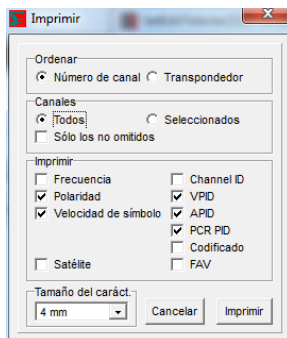 Imprimir
Ordenar
Número de canal Transpondedor
Canales
Todos Seleccionados
Sólo los no omitidos
Imprimir
Frecuencia Channel ID
Polaridad VPID
Velocidad de símbolo APID
PCR PID
Codificado
Satélite FAV
Tamaño del caráct.
4 mm Cancelar Imprimir